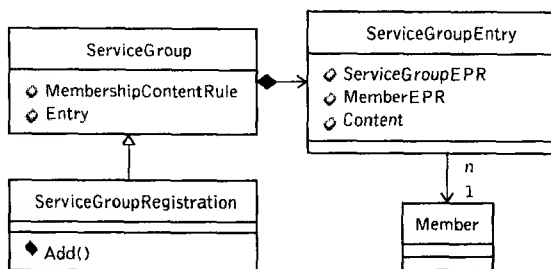 ServiceGroup
MembershipContentRule
Entry
ServiceGroupEntry
ServiceGroupEPR
MemberEPR
Content
ServiceGroupRegistration
Add()
n
1
Member